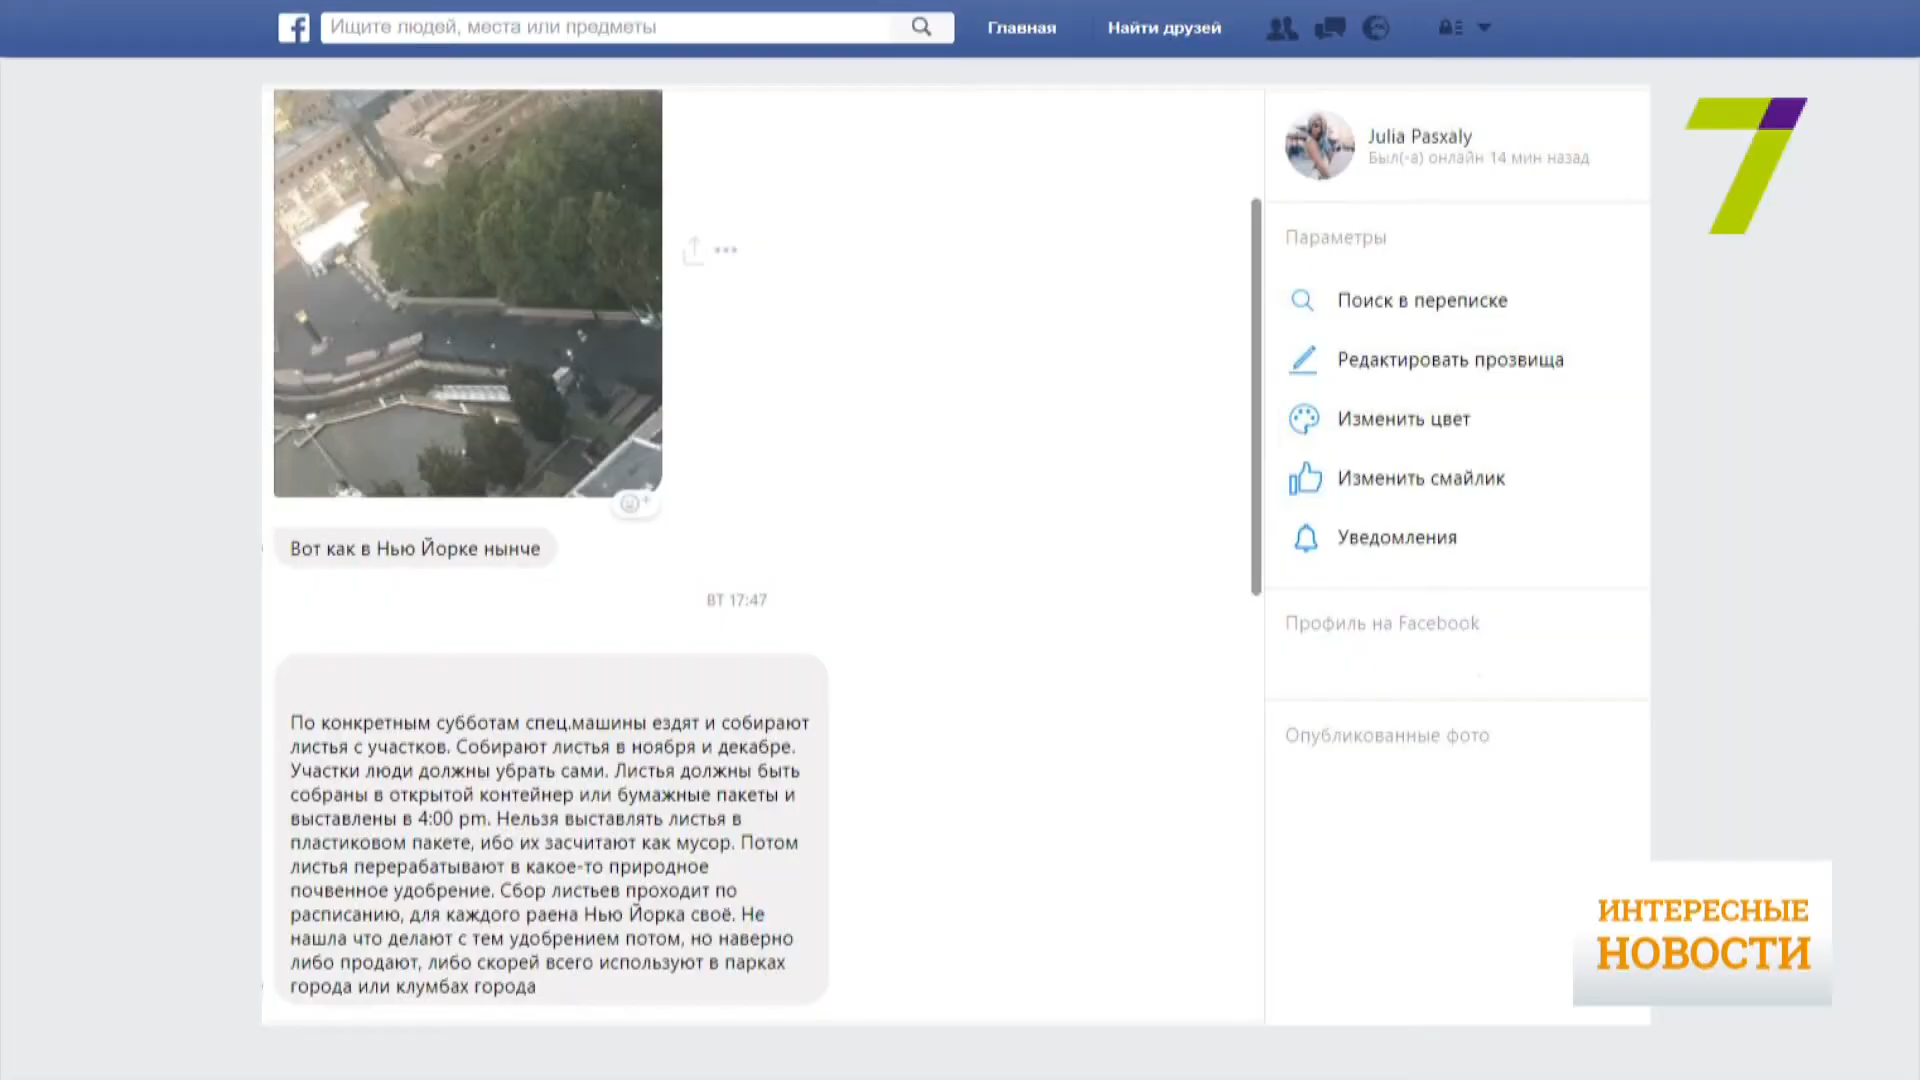 Ищите людей, места или предметы
Главная
Найти друзей
Julia Pasxaly
Был(-а) онлайн 14 мин назад
7
Параметры
Поиск в переписке
Редактировать прозвища
Изменить цвет
Изменить смайлик
Уведомления
Профиль на Facebook
Опубликованные фото
Вот как в Нью Йорке нынче
ВТ 17:47
По конкретным субботам спец.машины ездят и собирают
листья с участков. Собирают листья в ноября и декабре.
Участки люди должны убрать сами. Листья должны быть
собраны в открытой контейнер или бумажные пакеты и
выставлены в 4:00 pm. Нельзя выставлять листья в
пластиковом пакете, ибо их засчитают как мусор. Потом
листья перерабатывают в какое-то природное
почвенное удобрение. Сбор листьев проходит по
расписанию, для каждого раена Нью Йорка своё. Не
нашла что делают с тем удобрением потом, но наверно
либо продают, либо скорей всего используют в парках
города или клумбах города
ИНТЕРЕСНЫЕ
НОВОСТИ